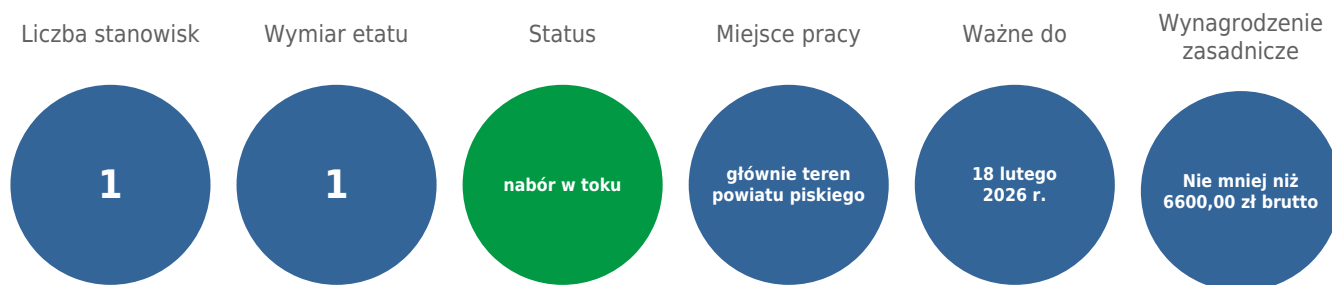 Liczba stanowisk
1
Wymiar etatu
1
Status
nabór w toku
Miejsce pracy
głównie teren
powiatu piskiego
Ważne do
18 lutego
2026 r.
Wynagrodzenie
zasadnicze
Nie mniej niż
6600,00 zł brutto